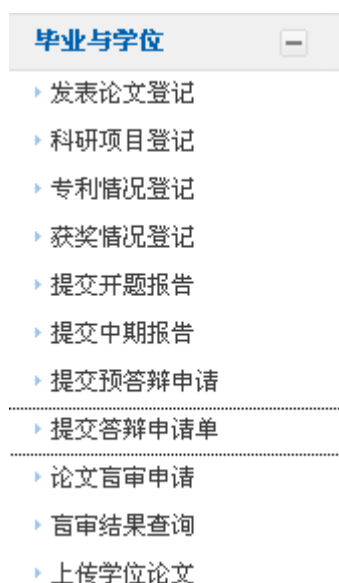 毕业与学位
发表论文登记
科研项目登记
专利情况登记
获奖情况登记
提交开题报告
提交中期报告
提交预答辩申请
提交答辩申请单
论文盲审申请
盲审结果查询
上传学位论文